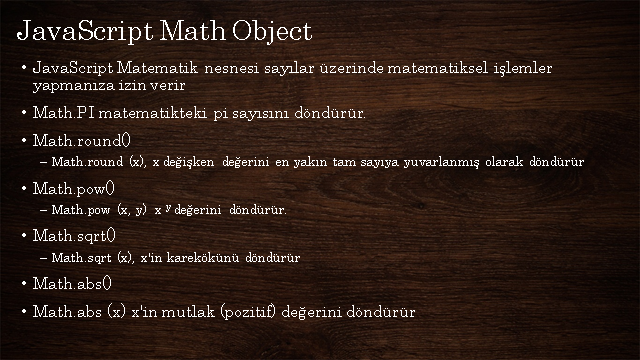 JavaScript Math Object
• JavaScript Matematik nesnesi sayılar üzerinde matematiksel işlemler
yapmanıza izin verir
• Math.PI matematikteki pi sayısını döndürür.
• Math.round()
– Math.round (x), x değişken değerini en yakın tam sayıya yuvarlanmış olarak döndürür
• Math.pow()
– Math.pow (x, y) x ʸ değerini döndürür.
• Math.sqrt()
– Math.sqrt (x), x'in karekökünü döndürür
• Math.abs()
• Math.abs (x) x'in mutlak (pozitif) değerini döndürür